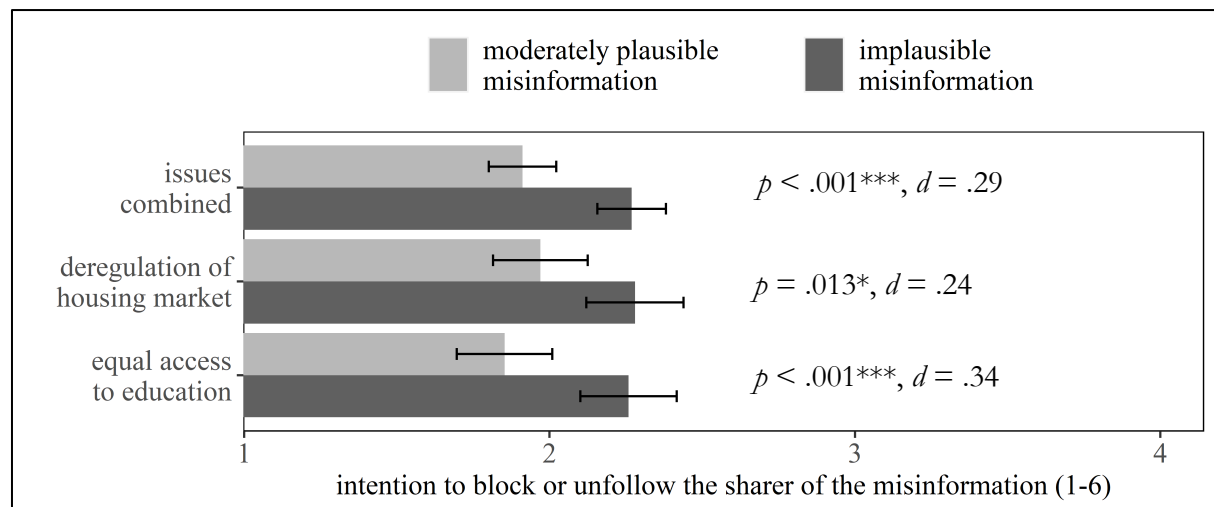 moderately plausible
misinformation
implausible
misinformation
issues
combined
p < .001***, d = .29
deregulation of
housing market
p = .013*, d = .24
equal access
to education
p < .001***, d = .34
1 2 3 4
intention to block or unfollow the sharer of the misinformation (1-6)